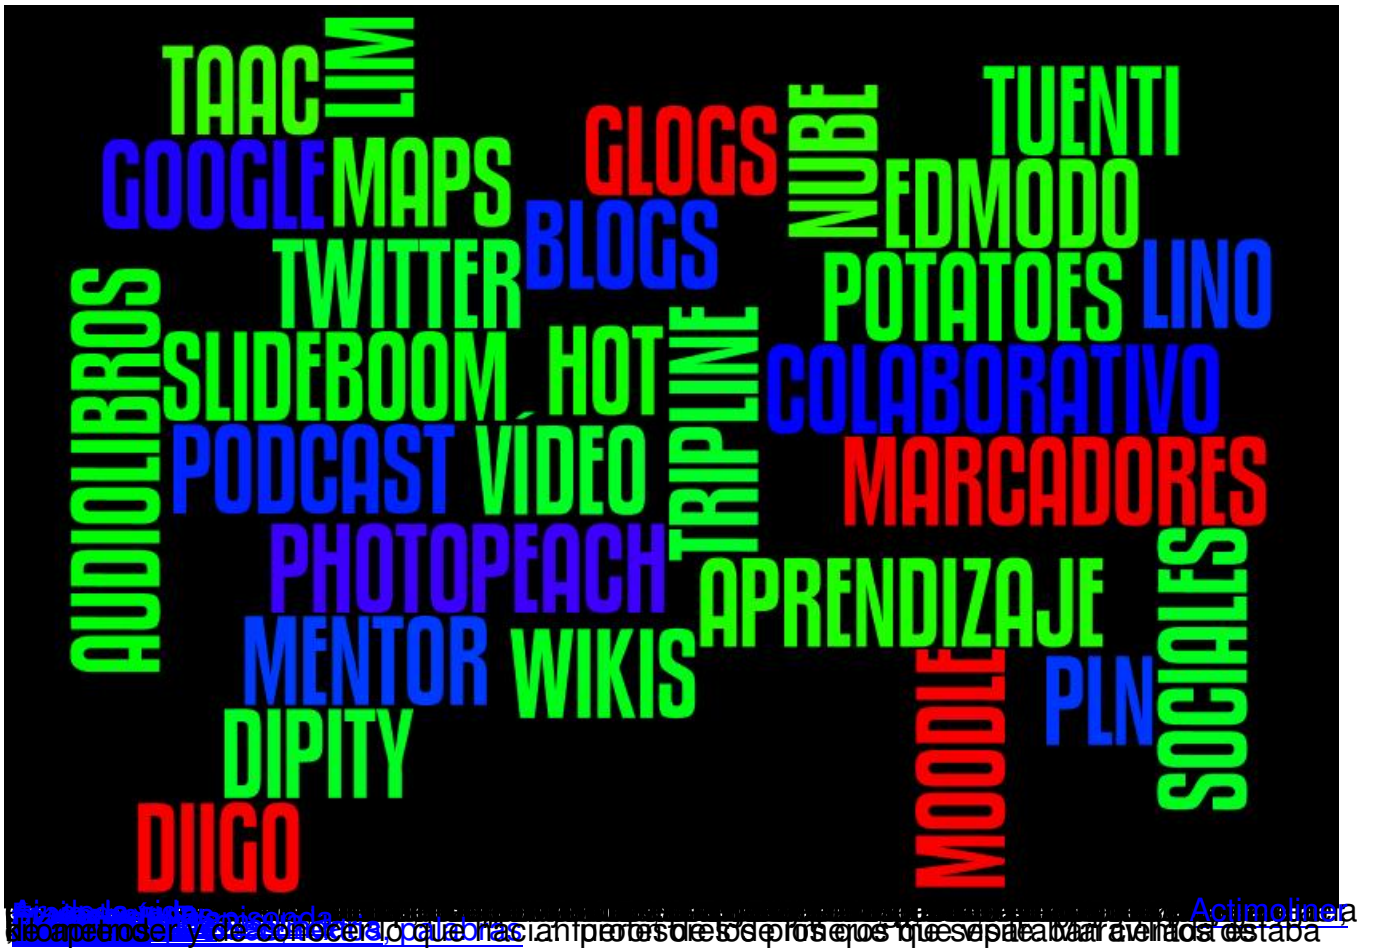 LIM
TAAC
TUENTI
NUBE
GLOGS
GOOGLE MAPS
EDMODO
BLOGS
TWITTER
LINO
POTATOES
AUDIOLIBROS
SLIDEBOOM
HOT
TRIPLINE
COLABORATIVO
PODCAST
VÍDEO
MARCADORES
PHOTOPEACH
SOCIALES
APRENDIZAJE
MENTOR
WIKIS
MOODLE
PLN
DIPITY
DIIGO
Actimoliner